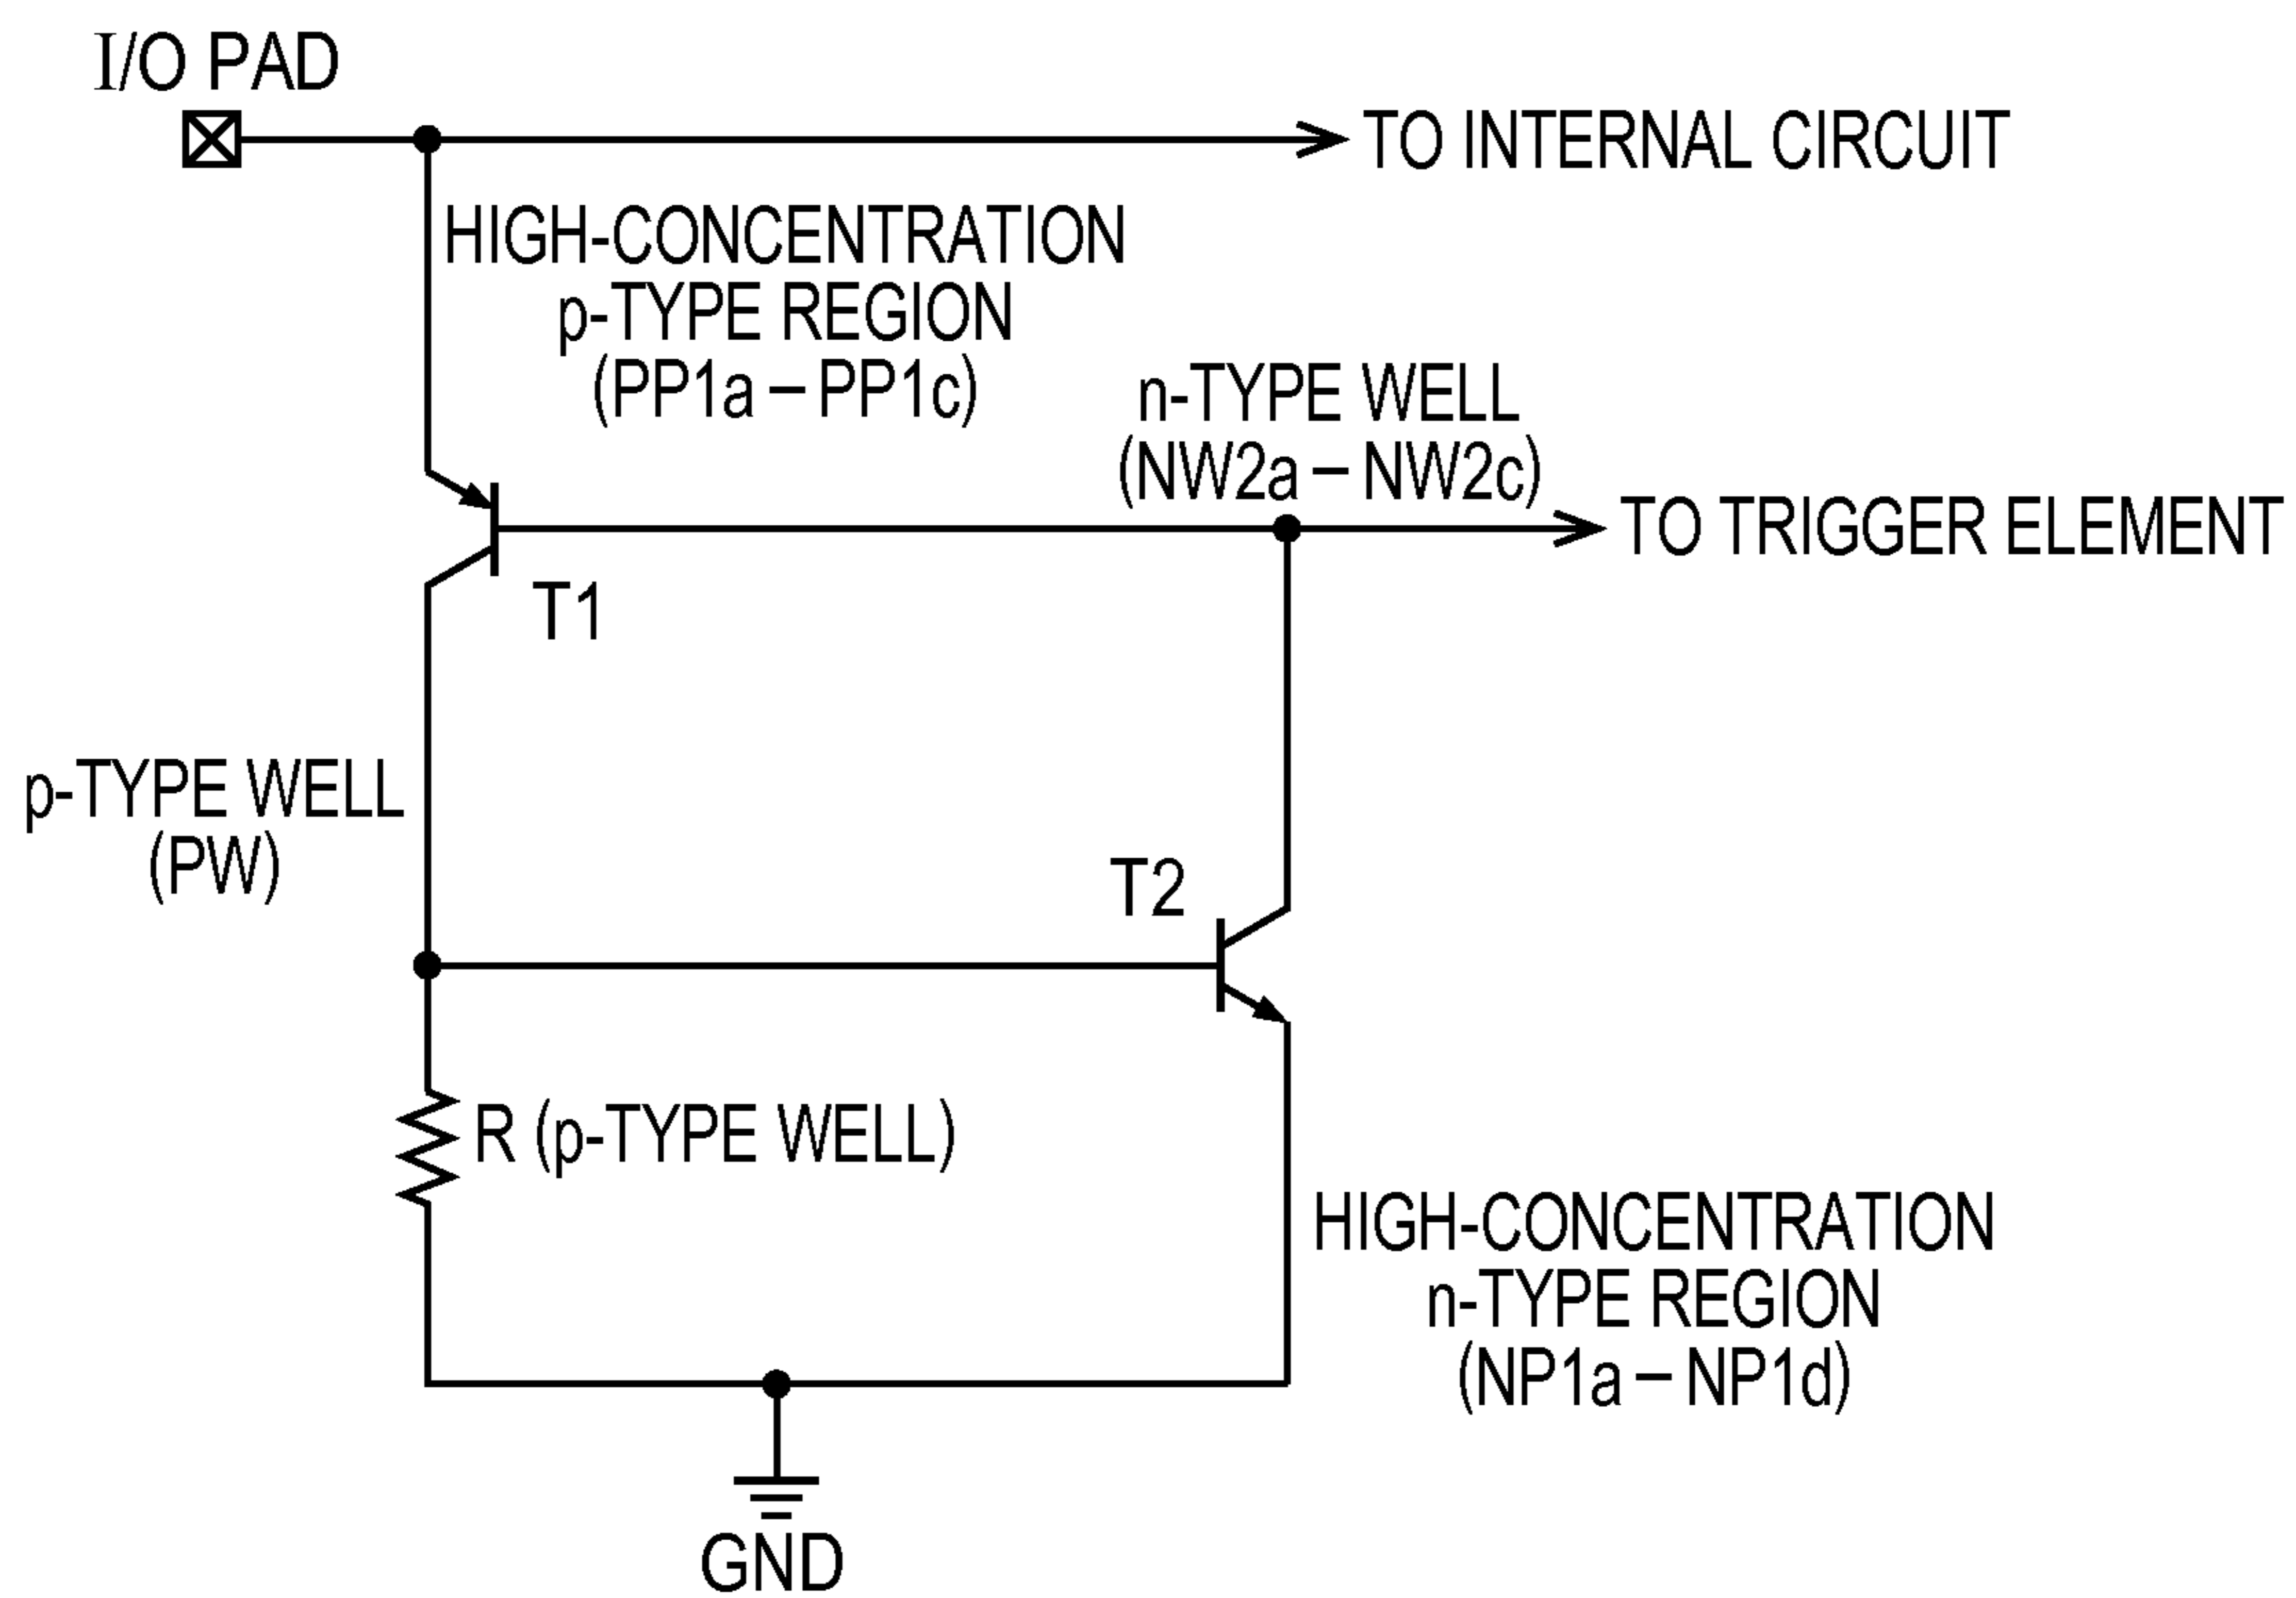 I/O PAD
TO INTERNAL CIRCUIT
HIGH-CONCENTRATION
p-TYPE REGION
(PP1a – PP1c)
n-TYPE WELL
(NW2a – NW2c)
TO TRIGGER ELEMENT
T1
p-TYPE WELL
(PW)
T2
R (p-TYPE WELL)
HIGH-CONCENTRATION
n-TYPE REGION
(NP1a – NP1d)
GND